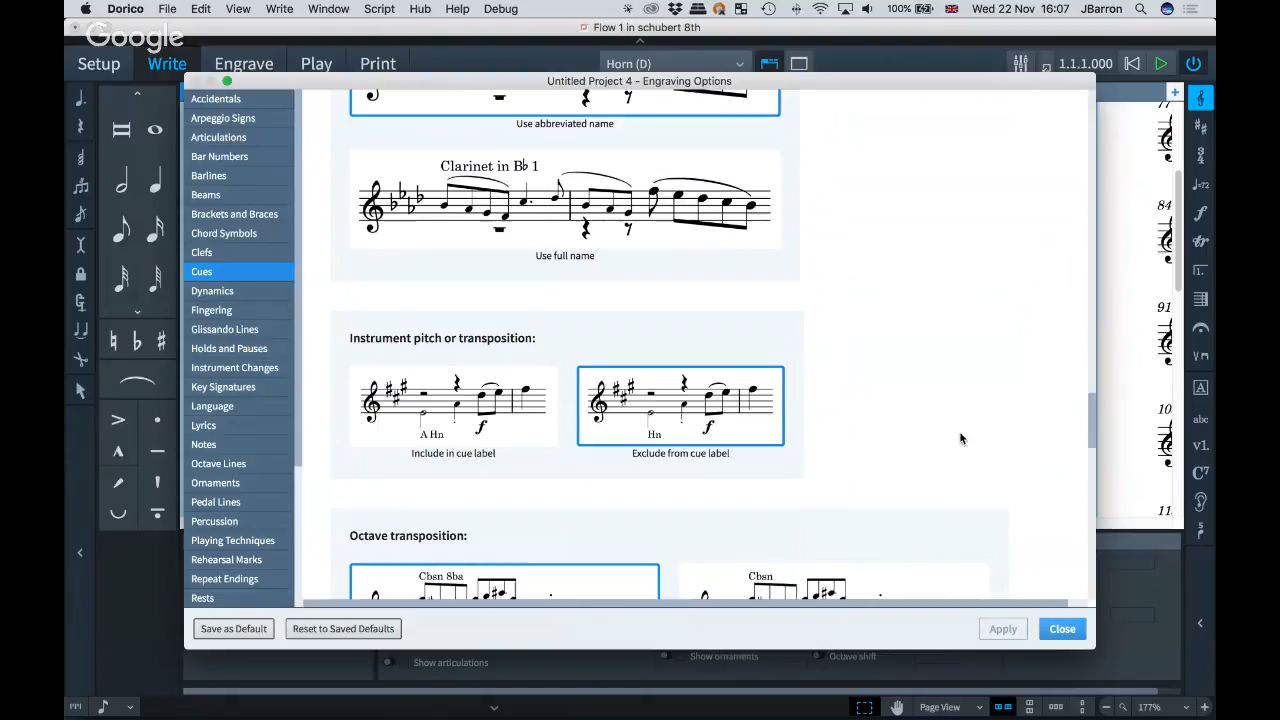 Dorico File Edit View Write Window Script Hub Help Debug 100% Wed 22 Nov 16:07 JBarron
Google
Flow 1 in schubert 8th
Setup Write Engrave Play Print Horn (D) 1.1.1.000
Untitled Project 4 - Engraving Options
Accidentals
Arpeggio Signs
Articulations
Bar Numbers
Barlines
Beams
Brackets and Braces
Chord Symbols
Clefs
Cues
Dynamics
Fingering
Glissando Lines
Holds and Pauses
Instrument Changes
Key Signatures
Language
Lyrics
Notes
Octave Lines
Ornaments
Pedal Lines
Percussion
Playing Techniques
Rehearsal Marks
Repeat Endings
Rests
Use abbreviated name
Clarinet in B♭ 1
Use full name
Instrument pitch or transposition:
A Hn
f
Include in cue label
Hn
f
Exclude from cue label
Octave transposition:
Cbsn 8ba
Cbsn
Save as Default Reset to Saved Defaults Apply Close
Show articulations Show ornaments Octave shift
77
84
91
Page View 177%